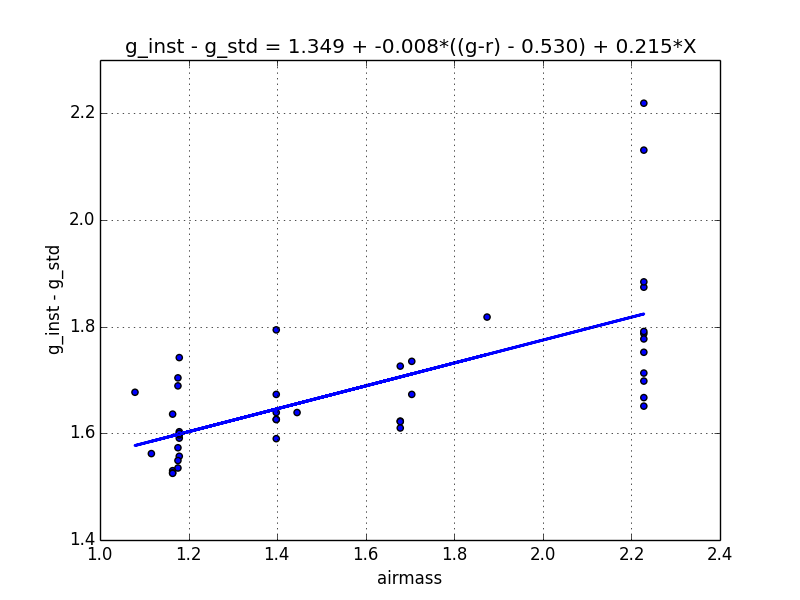 g_inst - g_std = 1.349 + -0.008*((g-r) - 0.530) + 0.215*X
2.2
2.0
1.8
1.6
1.4
g_inst - g_std
1.0 1.2 1.4 1.6 1.8 2.0 2.2 2.4
airmass